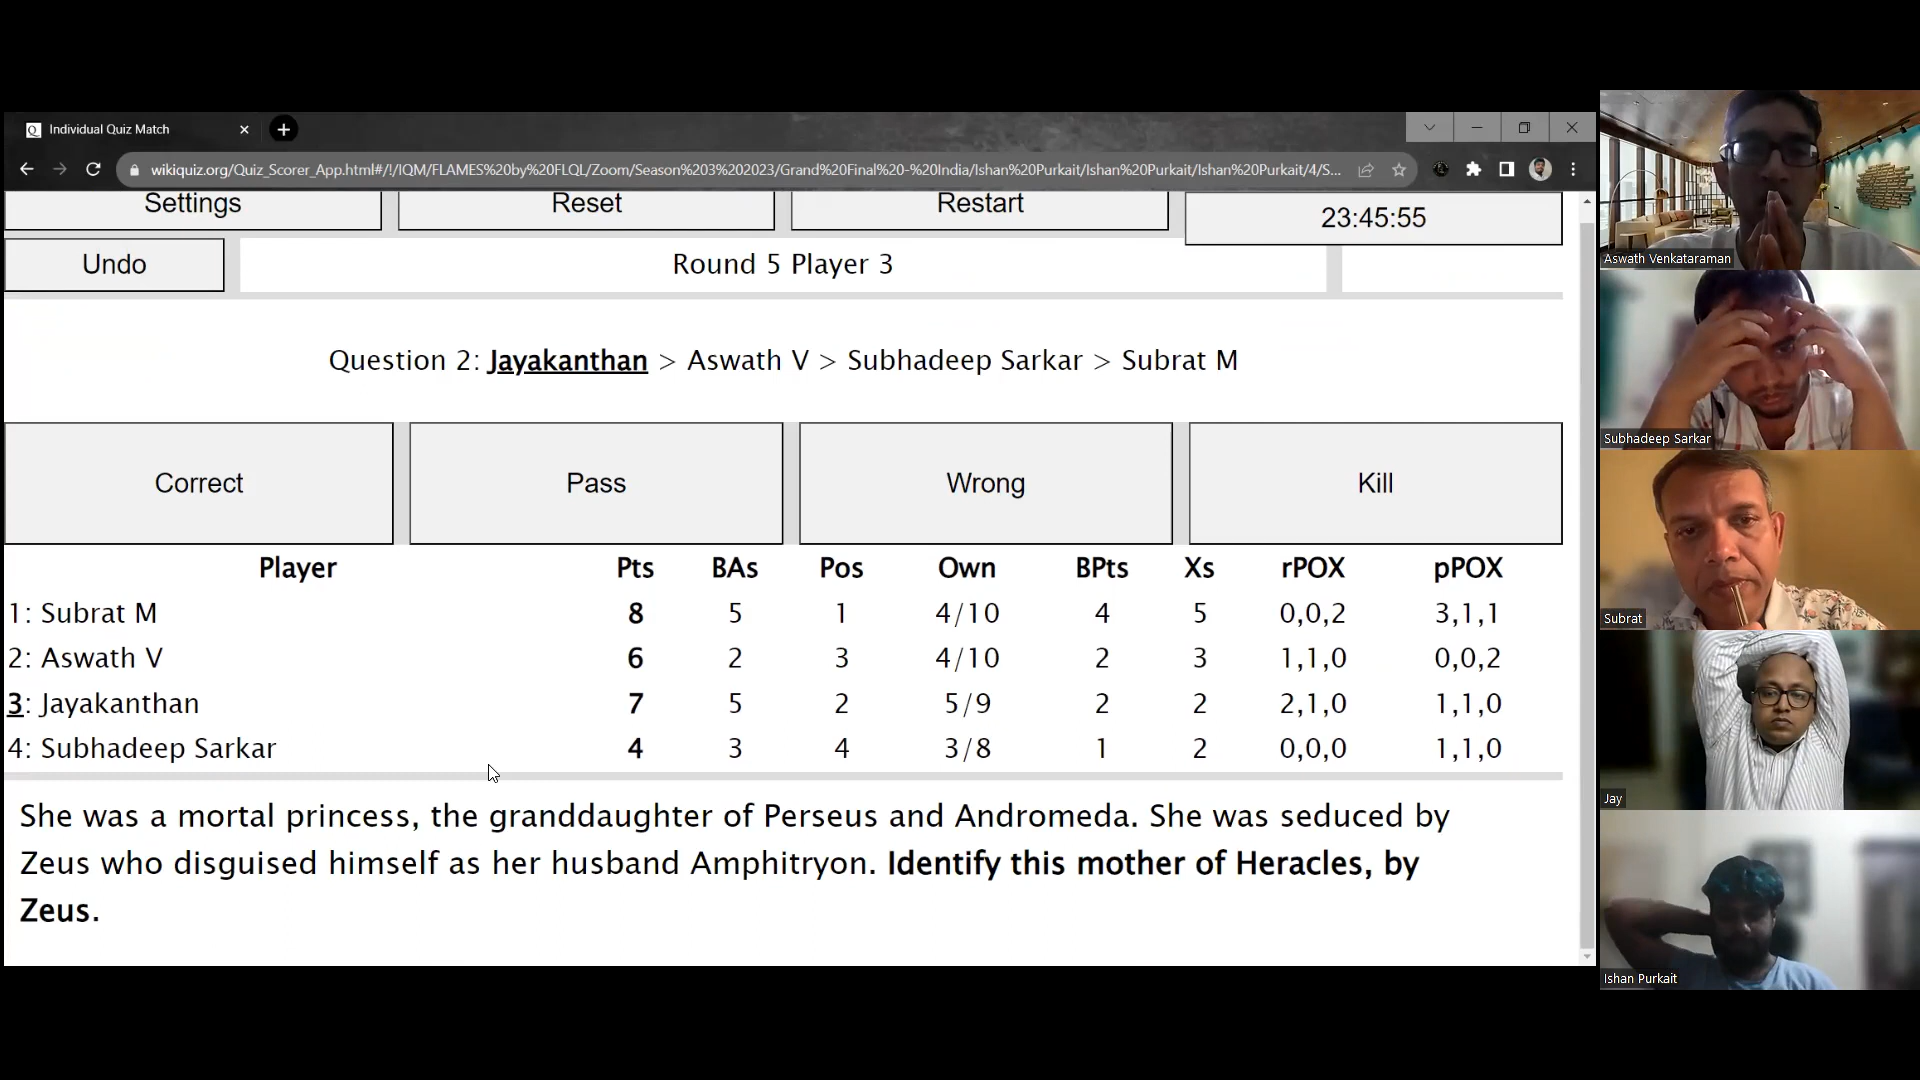 Individual Quiz Match
wikiquiz.org/Quiz_Scorer_App.html#/!/IQM/FLAMES%20by%20FLQL/Zoom/Season%203%202023/Grand%20Final%20-%20India/Ishan%20Purkait/Ishan%20Purkait/Ishan%20Purkait/4/S...
Settings Reset Restart 23:45:55
Undo Round 5 Player 3
Question 2: Jayakanthan > Aswath V > Subhadeep Sarkar > Subrat M
Correct Pass Wrong Kill
Player Pts BAs Pos Own BPts Xs rPOX pPOX
1: Subrat M 8 5 1 4/10 4 5 0,0,2 3,1,1
2: Aswath V 6 2 3 4/10 2 3 1,1,0 0,0,2
3: Jayakanthan 7 5 2 5/9 2 2 2,1,0 1,1,0
4: Subhadeep Sarkar 4 3 4 3/8 1 2 0,0,0 1,1,0
She was a mortal princess, the granddaughter of Perseus and Andromeda. She was seduced by
Zeus who disguised himself as her husband Amphitryon. Identify this mother of Heracles, by
Zeus.
Aswath Venkataraman
Subhadeep Sarkar
Subrat
Jay
Ishan Purkait